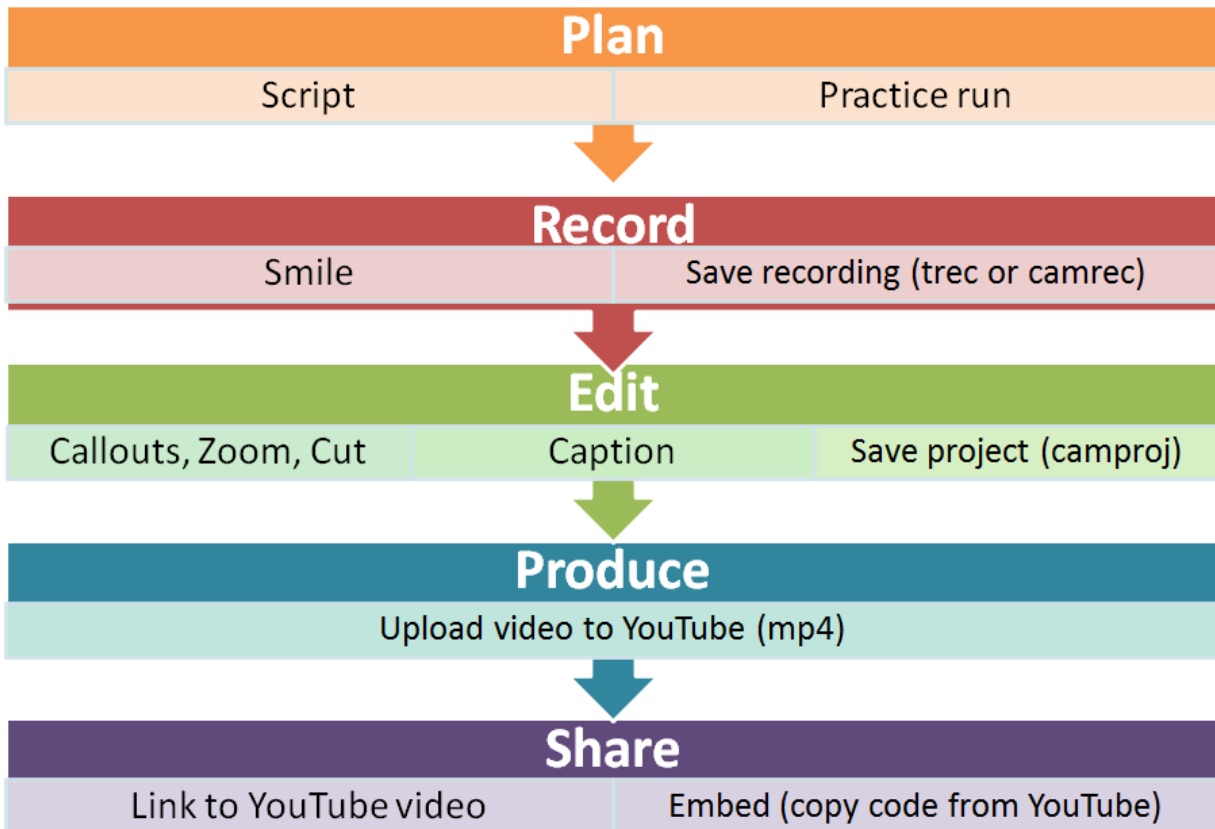 Plan
Script
Practice run
Record
Smile
Save recording (trec or camrec)
Edit
Callouts, Zoom, Cut
Caption
Save project (camproj)
Produce
Upload video to YouTube (mp4)
Share
Link to YouTube video
Embed (copy code from YouTube)